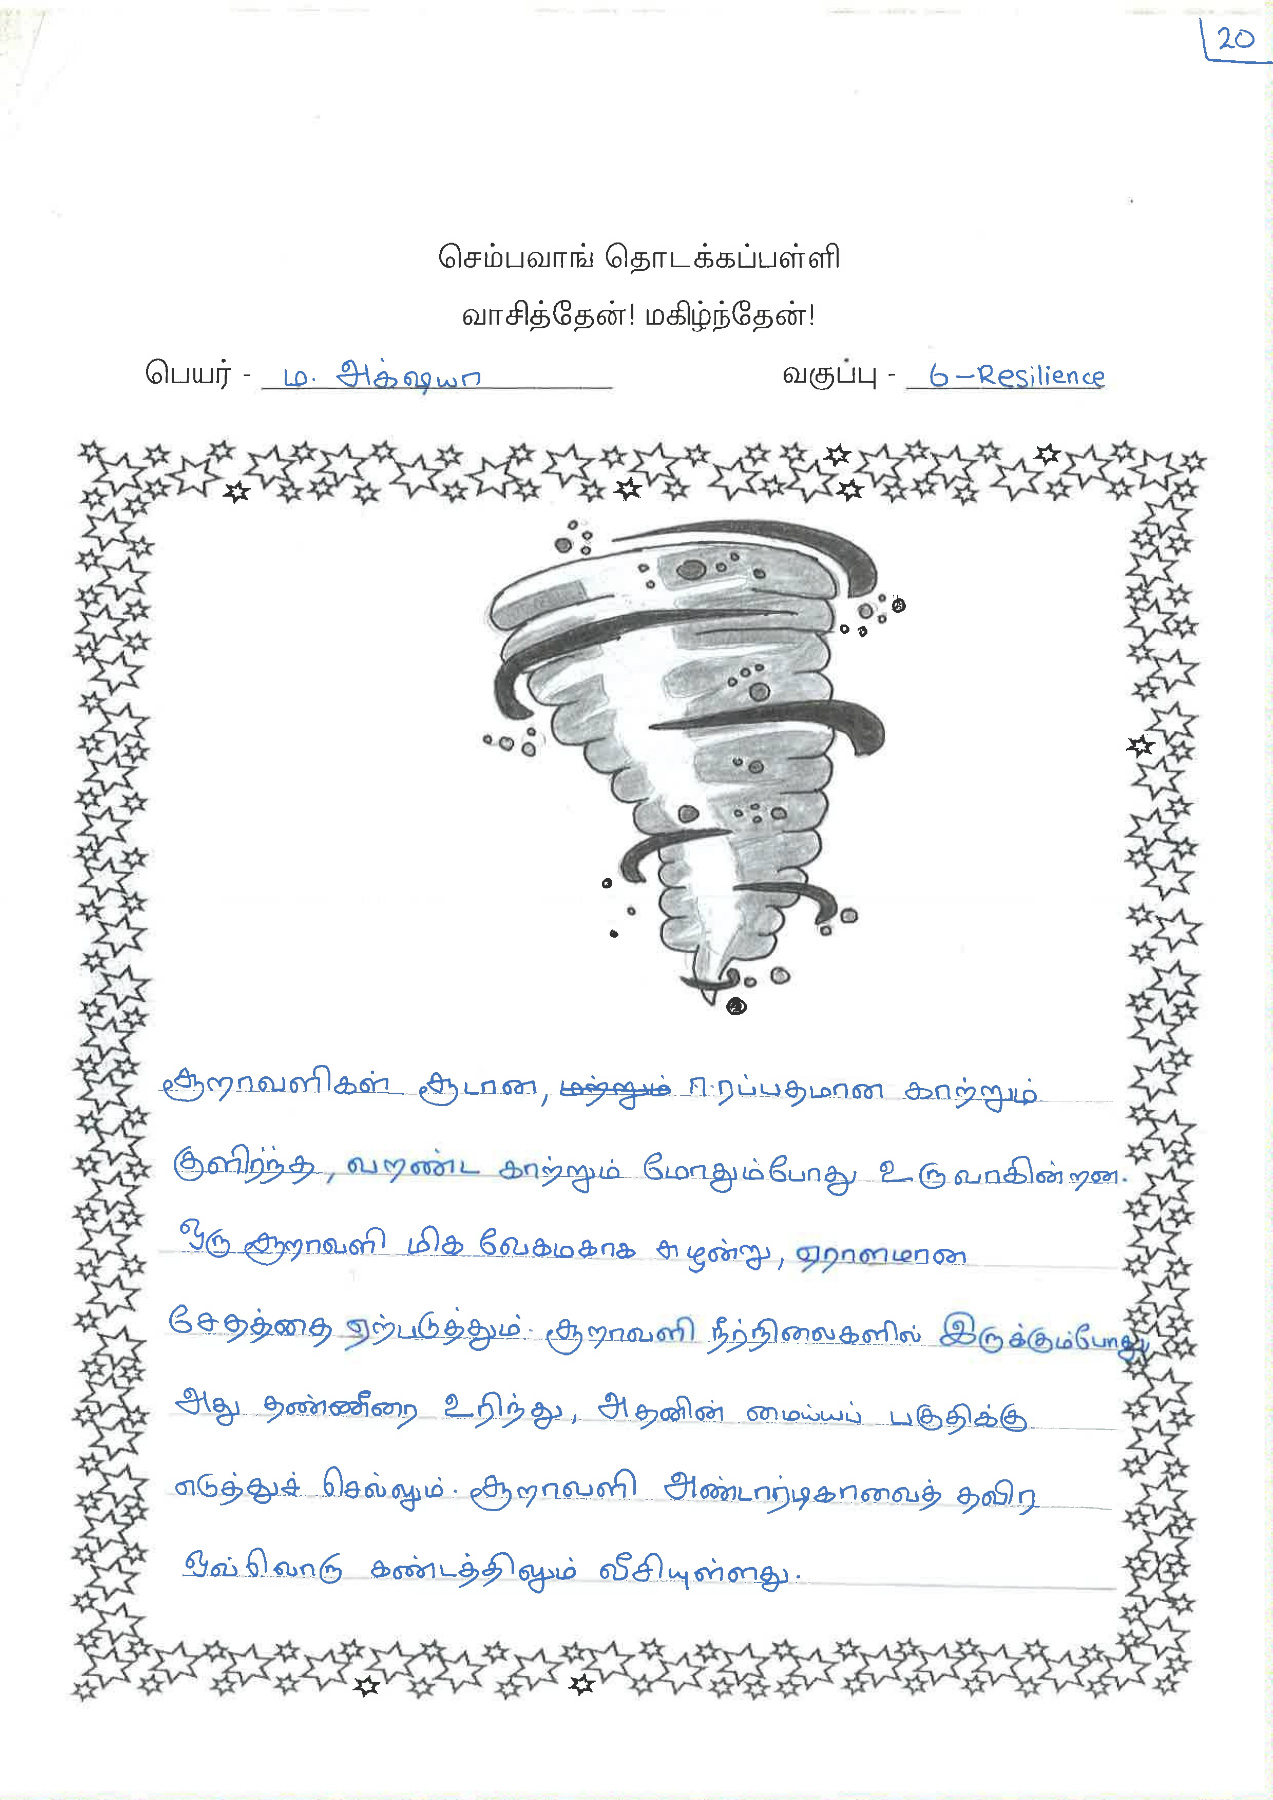 20
செம்பவாங் தொடக்கப்பள்ளி
வாசித்தேன்! மகிழ்ந்தேன்!
பெயர் - ம. அக்ஷயா வகுப்பு - 6-Resilience
சூறாவளிகள் சூடான, மற்றும் ஈரப்பதமான காற்றும்
குளிர்ந்த, வறண்ட காற்றும் மோதும்போது உருவாகின்றன.
ஒரு சூறாவளி மிக வேகமகாக சுழன்று, ஏராளமான
சேதத்தை ஏற்படுத்தும். சூறாவளி நீர்நிலைகளில் இருக்கும்போது
அது தண்ணீரை உரிந்து, அதனின் மைய்யப் பகுதிக்கு
எடுத்துச் செல்லும். சூறாவளி அண்டார்டிகாவைத் தவிர
ஒவ்வொரு கண்டத்திலும் வீசியுள்ளது.